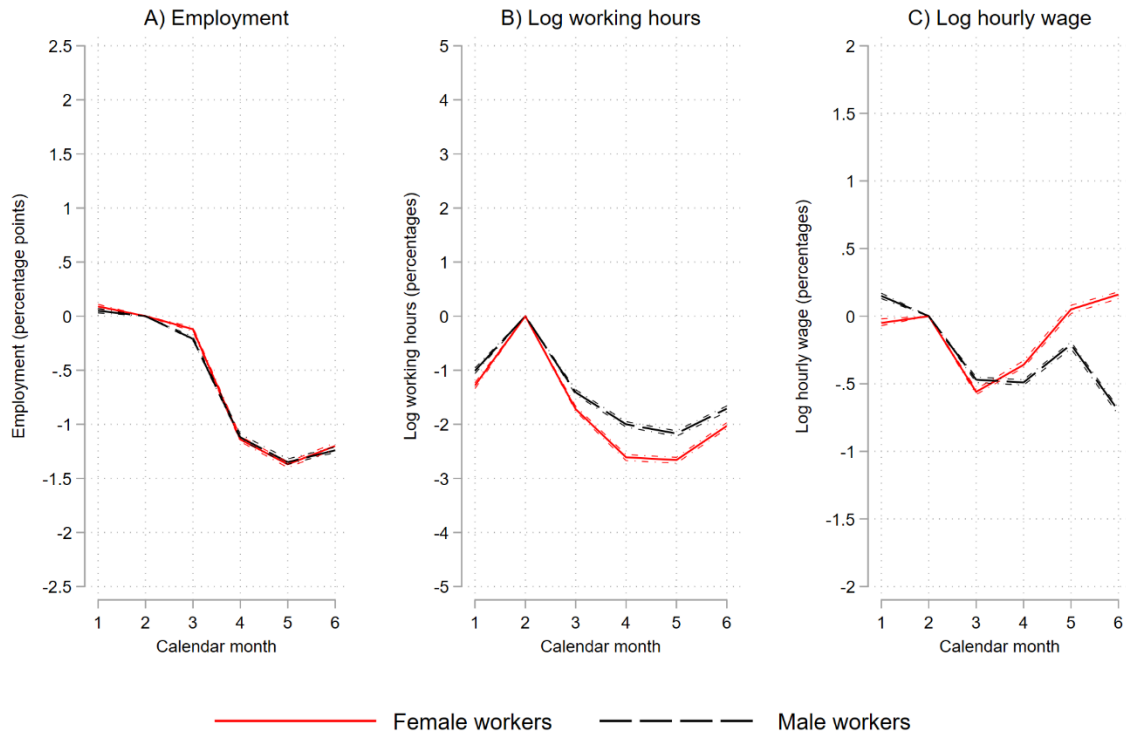 A) Employment
B) Log working hours
C) Log hourly wage
Employment (percentage points)
2.5
2
1.5
1
.5
0
-.5
-1
-1.5
-2
-2.5
1 2 3 4 5 6
Calendar month
Log working hours (percentages)
5
4
3
2
1
0
-1
-2
-3
-4
-5
1 2 3 4 5 6
Calendar month
Log hourly wage (percentages)
2
1.5
1
.5
0
-.5
-1
-1.5
-2
1 2 3 4 5 6
Calendar month
Female workers
Male workers